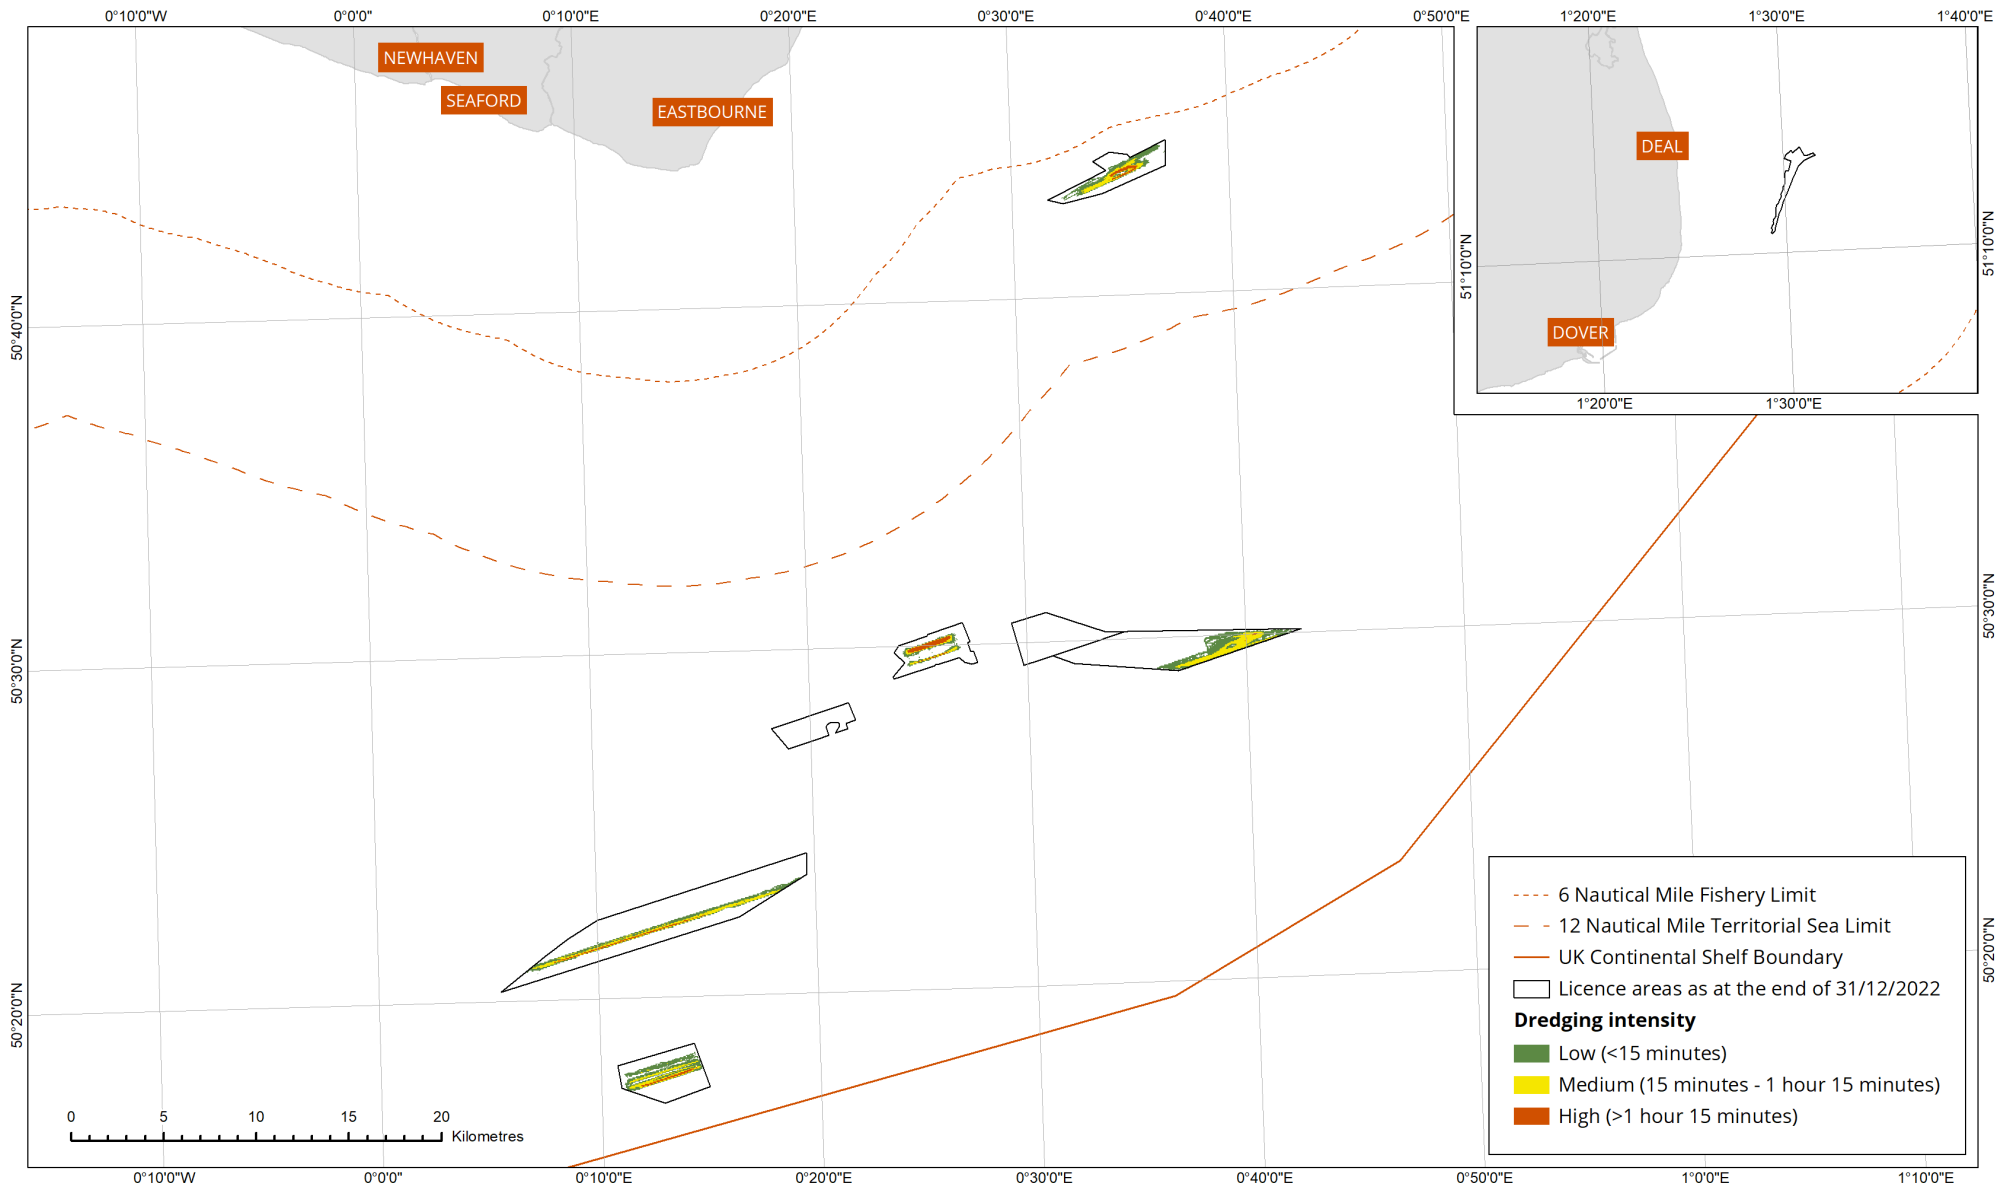 0°10'0"W 0°0'0" 0°10'0"E 0°20'0"E 0°30'0"E 0°40'0"E 0°50'0"E 1°20'0"E 1°30'0"E 1°40'0"E
NEWHAVEN
SEAFORD
EASTBOURNE
DEAL
DOVER
51°10'0"N
51°10'0"N
1°20'0"E 1°30'0"E
50°40'0"N
50°30'0"N
50°30'0"N
50°20'0"N
50°20'0"N
6 Nautical Mile Fishery Limit
12 Nautical Mile Territorial Sea Limit
UK Continental Shelf Boundary
Licence areas as at the end of 31/12/2022
Dredging intensity
Low (<15 minutes)
Medium (15 minutes - 1 hour 15 minutes)
High (>1 hour 15 minutes)
0 5 10 15 20
Kilometres
0°10'0"W 0°0'0" 0°10'0"E 0°20'0"E 0°30'0"E 0°40'0"E 0°50'0"E 1°0'0"E 1°10'0"E